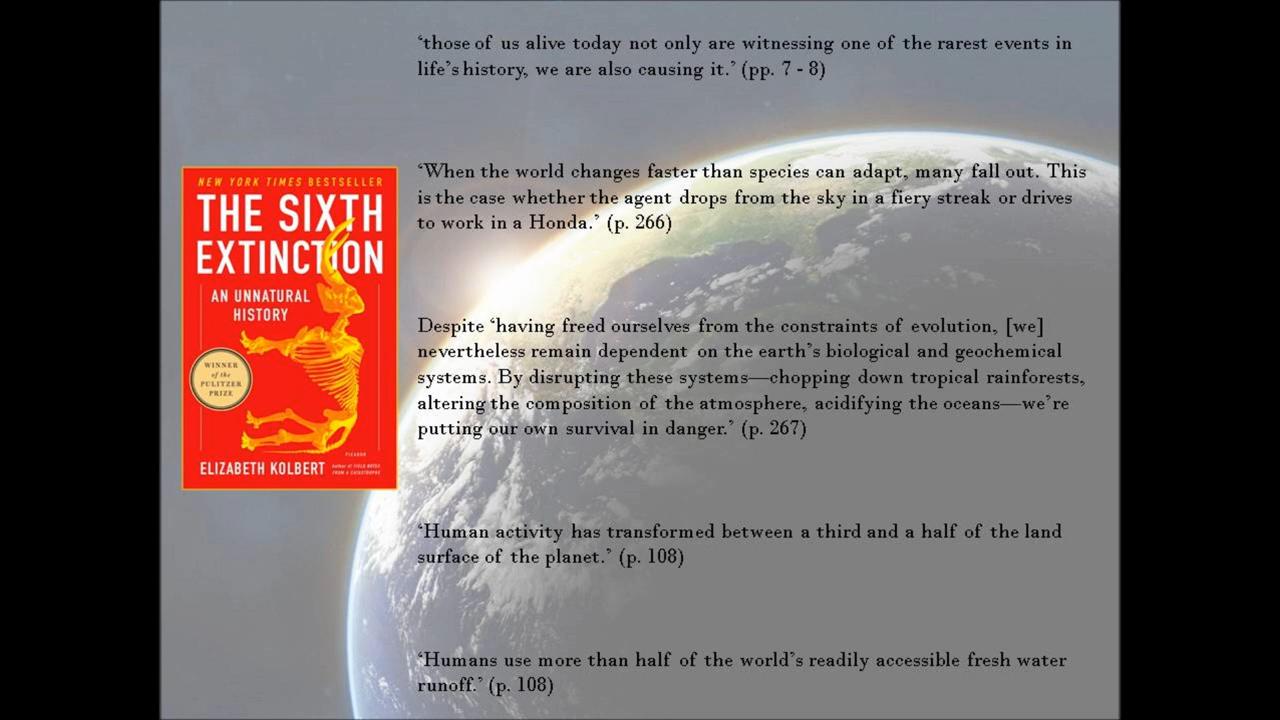 ‘those of us alive today not only are witnessing one of the rarest events in
life’s history, we are also causing it.’ (pp. 7 - 8)
‘When the world changes faster than species can adapt, many fall out. This
is the case whether the agent drops from the sky in a fiery streak or drives
to work in a Honda.’ (p. 266)
NEW YORK TIMES BESTSELLER
THE SIXTH
EXTINCTION
AN UNNATURAL
HISTORY
WINNER
of the
PULITZER
PRIZE
PICADOR
ELIZABETH KOLBERT
author of FIELD NOTES
FROM A CATASTROPHE
Despite ‘having freed ourselves from the constraints of evolution, [we]
nevertheless remain dependent on the earth’s biological and geochemical
systems. By disrupting these systems—chopping down tropical rainforests,
altering the composition of the atmosphere, acidifying the oceans—we’re
putting our own survival in danger.’ (p. 267)
‘Human activity has transformed between a third and a half of the land
surface of the planet.’ (p. 108)
‘Humans use more than half of the world’s readily accessible fresh water
runoff.’ (p. 108)